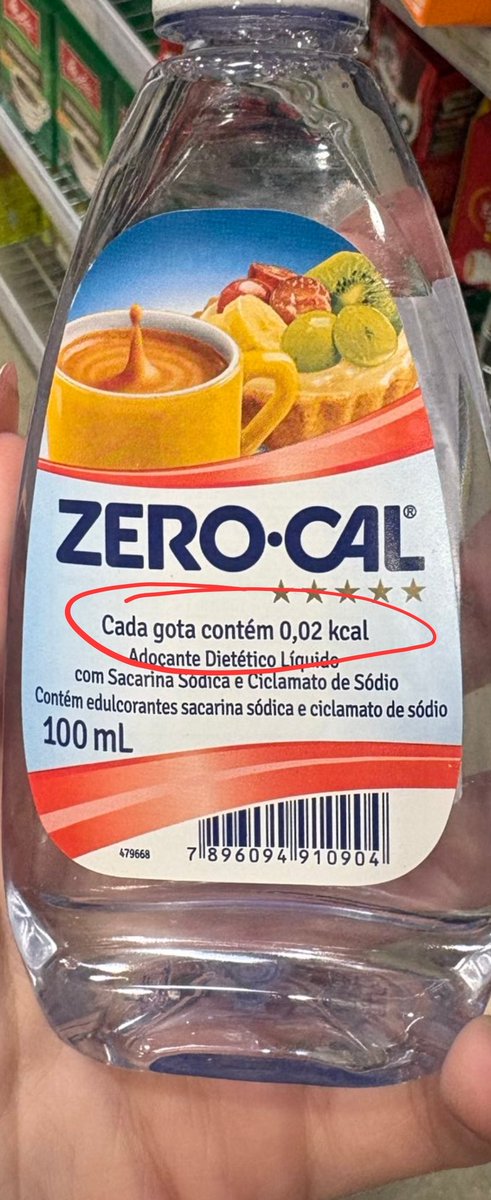 ZERO·CAL®
Cada gota contém 0,02 kcal
Adoçante Dietético Líquido
com Sacarina Sódica e Ciclamato de Sódio
Contém edulcorantes sacarina sódica e ciclamato de sódio
100 mL
479668
7 896094 910904